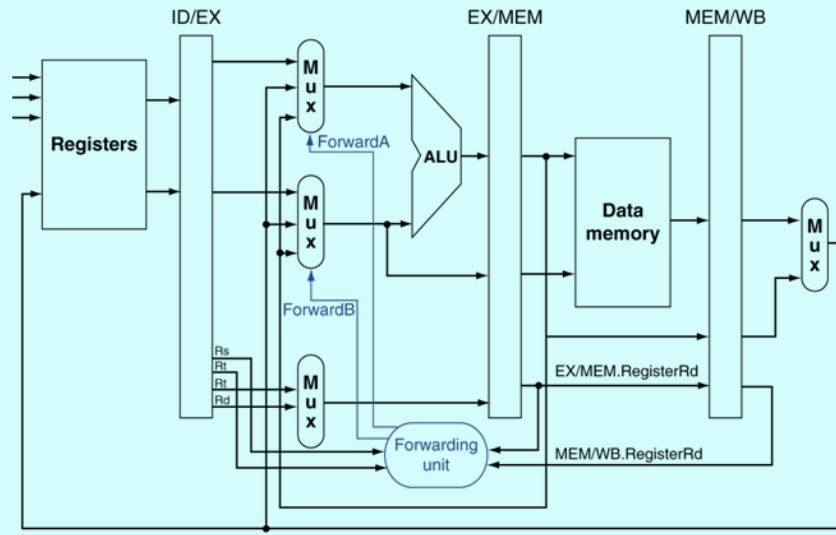 ID/EX
EX/MEM
MEM/WB
Registers
M
u
x
ForwardA
ALU
M
u
x
ForwardB
Data
memory
M
u
x
Rs
Rt
Rt
Rd
M
u
x
EX/MEM.RegisterRd
Forwarding
unit
MEM/WB.RegisterRd